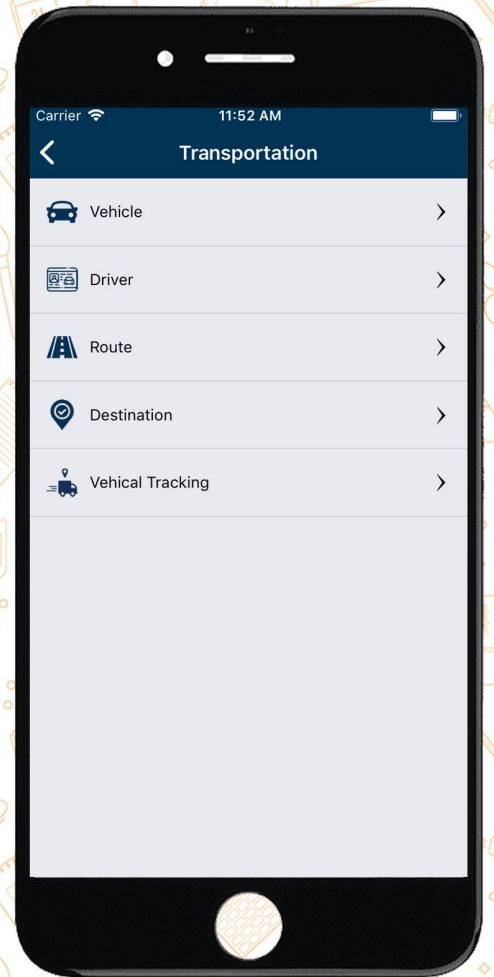 Carrier
11:52 AM
Transportation
Vehicle
Driver
Route
Destination
Vehical Tracking